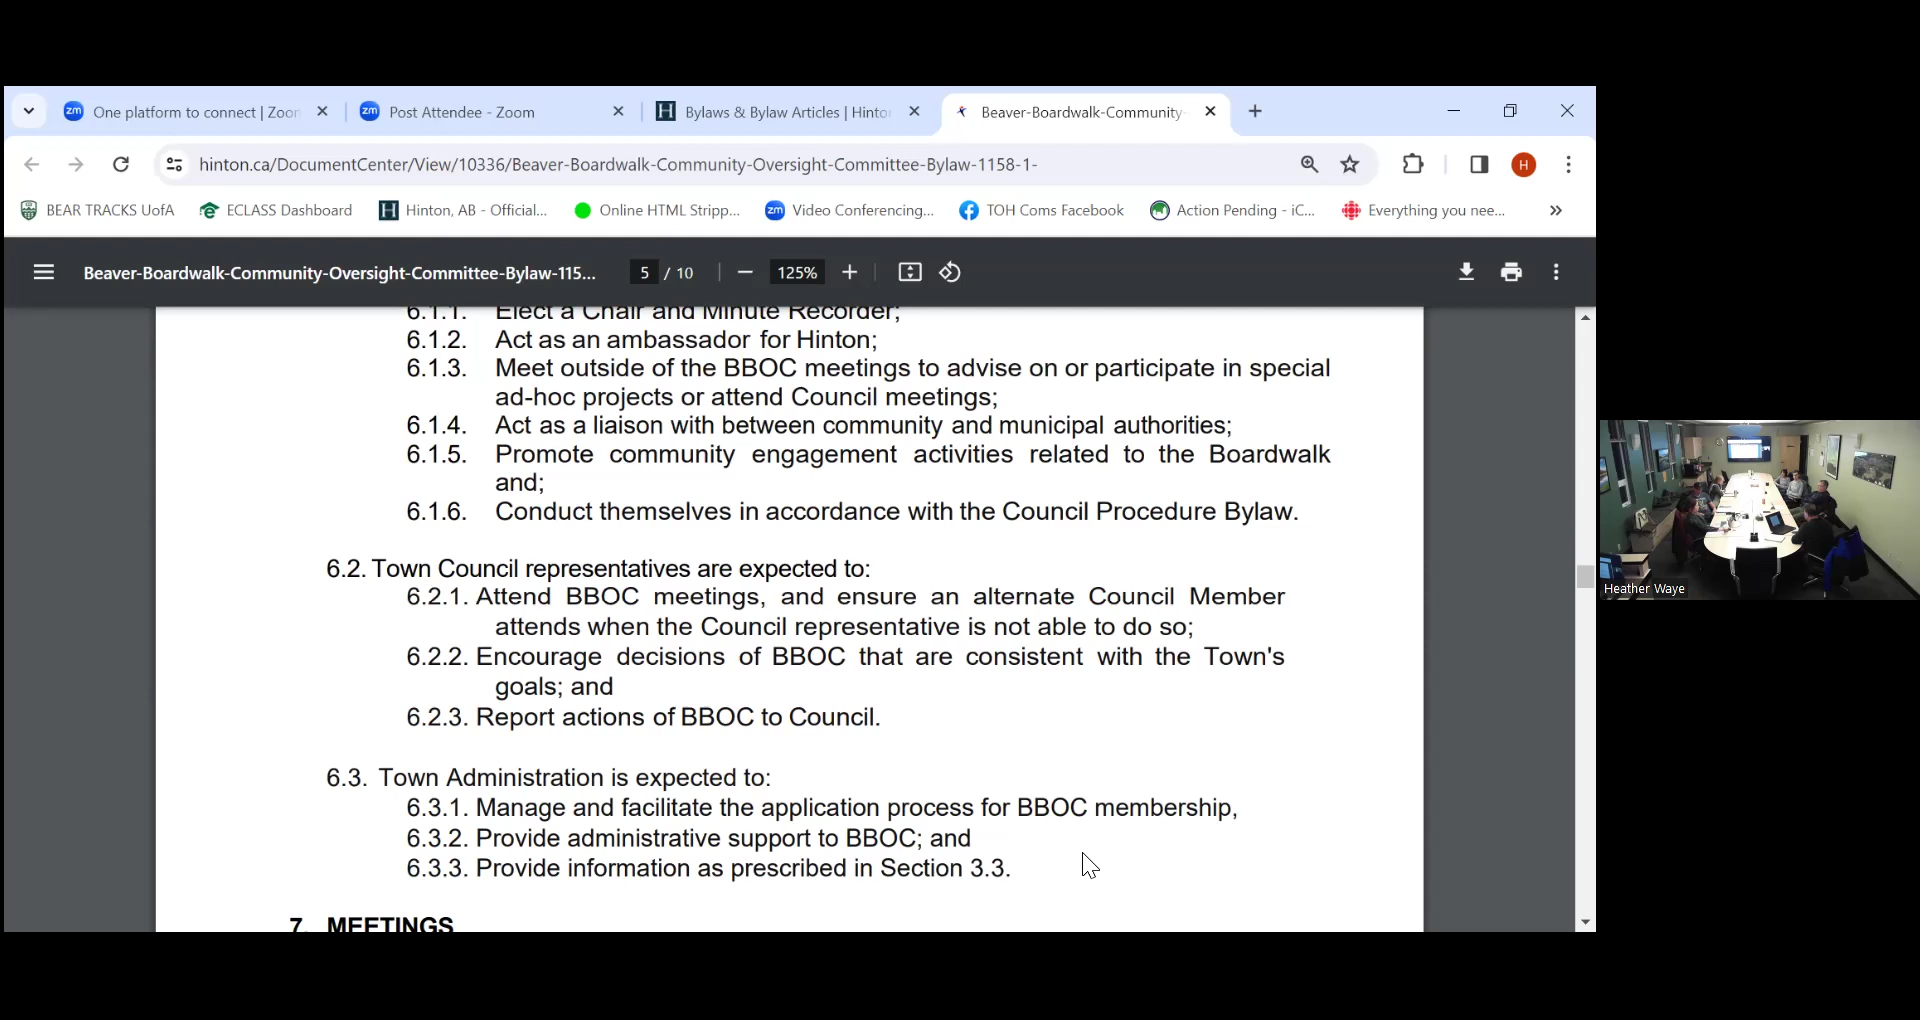 One platform to connect | Zoon
Post Attendee - Zoom
Bylaws & Bylaw Articles | Hinton
Beaver-Boardwalk-Community-
hinton.ca/DocumentCenter/View/10336/Beaver-Boardwalk-Community-Oversight-Committee-Bylaw-1158-1-
H
BEAR TRACKS UofA
ECLASS Dashboard
H Hinton, AB - Official...
Online HTML Stripp...
zm Video Conferencing...
TOH Coms Facebook
Action Pending - iC...
Everything you nee...
Beaver-Boardwalk-Community-Oversight-Committee-Bylaw-115...
5 / 10
125%
6.1.1. Elect a Chair and Minute Recorder;
6.1.2. Act as an ambassador for Hinton;
6.1.3. Meet outside of the BBOC meetings to advise on or participate in special
ad-hoc projects or attend Council meetings;
6.1.4. Act as a liaison with between community and municipal authorities;
6.1.5. Promote community engagement activities related to the Boardwalk
and;
6.1.6. Conduct themselves in accordance with the Council Procedure Bylaw.
6.2. Town Council representatives are expected to:
6.2.1. Attend BBOC meetings, and ensure an alternate Council Member
attends when the Council representative is not able to do so;
6.2.2. Encourage decisions of BBOC that are consistent with the Town's
goals; and
6.2.3. Report actions of BBOC to Council.
6.3. Town Administration is expected to:
6.3.1. Manage and facilitate the application process for BBOC membership,
6.3.2. Provide administrative support to BBOC; and
6.3.3. Provide information as prescribed in Section 3.3.
7. MEETINGS
Heather Waye